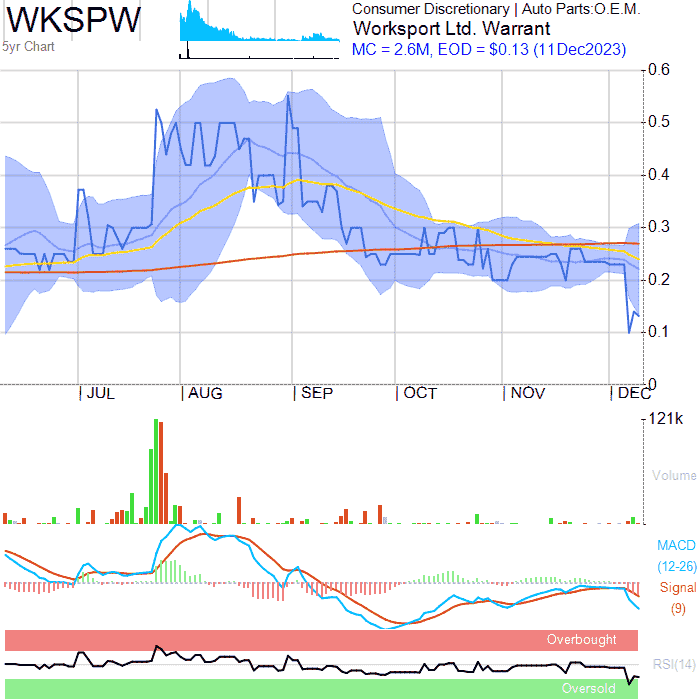 WKSPW
5yr Chart
Consumer Discretionary | Auto Parts:O.E.M.
Worksport Ltd. Warrant
MC = 2.6M, EOD = $0.13 (11Dec2023)
0.6
0.5
0.4
0.3
0.2
0.1
0
JUL AUG SEP OCT NOV DEC
121k
Volume
MACD
(12-26)
Signal
(9)
Overbought
RSI(14)
Oversold